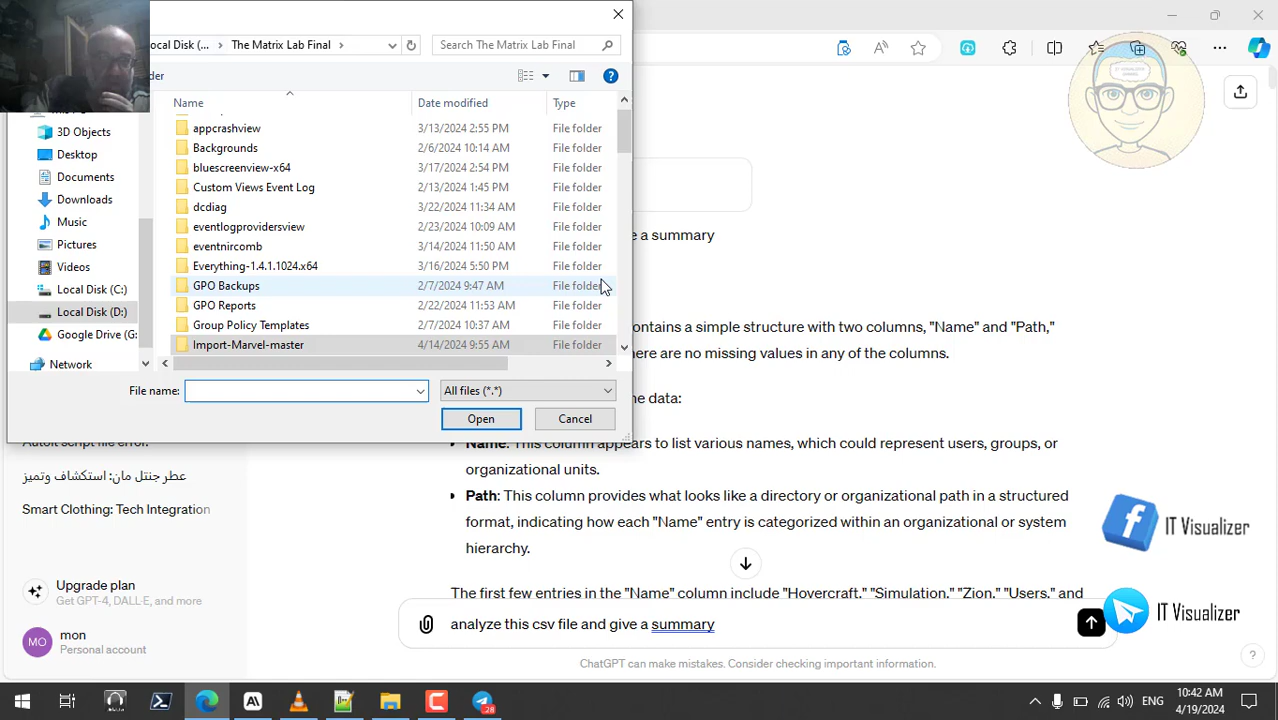 ocal Disk (...
The Matrix Lab Final
Search The Matrix Lab Final
der
Name
Date modified
Type
3D Objects
Desktop
Documents
Downloads
Music
Pictures
Videos
Local Disk (C:)
Local Disk (D:)
Google Drive (G:
Network
appcrashview 3/13/2024 2:55 PM File folder
Backgrounds 2/6/2024 10:14 AM File folder
bluescreenview-x64 3/17/2024 2:54 PM File folder
Custom Views Event Log 2/13/2024 1:45 PM File folder
dcdiag 3/22/2024 11:34 AM File folder
eventlogprovidersview 2/23/2024 10:09 AM File folder
eventnircomb 3/14/2024 11:50 AM File folder
Everything-1.4.1.1024.x64 3/16/2024 5:50 PM File folder
GPO Backups 2/7/2024 9:47 AM File folder
GPO Reports 2/22/2024 11:53 AM File folder
Group Policy Templates 2/7/2024 10:37 AM File folder
Import-Marvel-master 4/14/2024 9:55 AM File folder
File name:
All files (*.*)
Open
Cancel
IT VISUALIZER
e a summary
ontains a simple structure with two columns, "Name" and "Path,"
here are no missing values in any of the columns.
he data:
Name: This column appears to list various names, which could represent users, groups, or
organizational units.
Path: This column provides what looks like a directory or organizational path in a structured
format, indicating how each "Name" entry is categorized within an organizational or system
hierarchy.
The first few entries in the "Name" column include "Hovercraft," "Simulation," "Zion," "Users," and
AutoIt script file error.
عطر جنتل مان: استكشاف وتميز
Smart Clothing: Tech Integration
Upgrade plan
Get GPT-4, DALL·E, and more
MO
mon
Personal account
analyze this csv file and give a summary
ChatGPT can make mistakes. Consider checking important information.
?
IT Visualizer
IT Visualizer
28
ENG
10:42 AM
4/19/2024